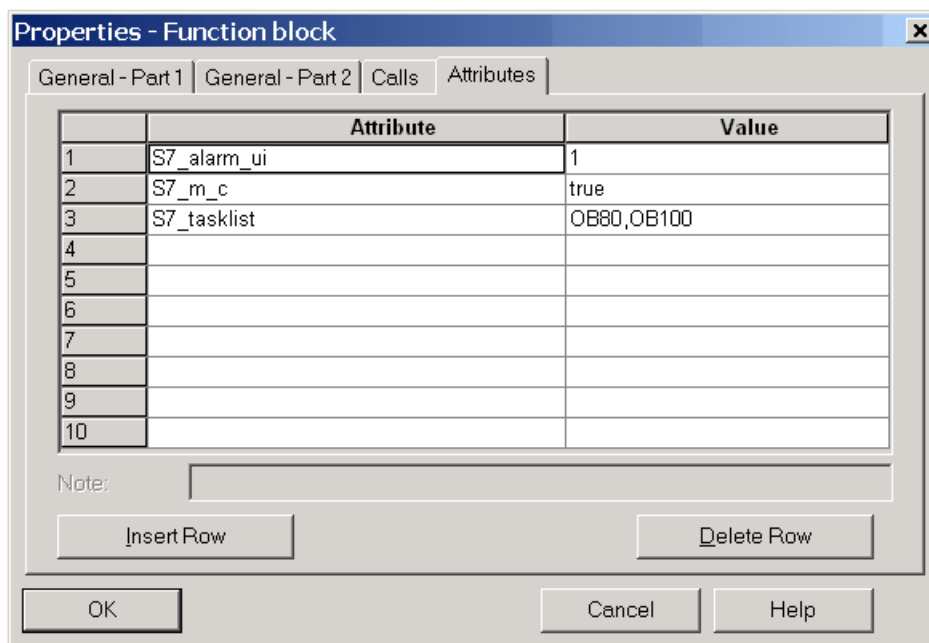 Properties - Function block
General - Part 1 General - Part 2 Calls Attributes
Attribute Value
1 S7_alarm_ui 1
2 S7_m_c true
3 S7_tasklist OB80,OB100
4
5
6
7
8
9
10
Note:
Insert Row Delete Row
OK Cancel Help